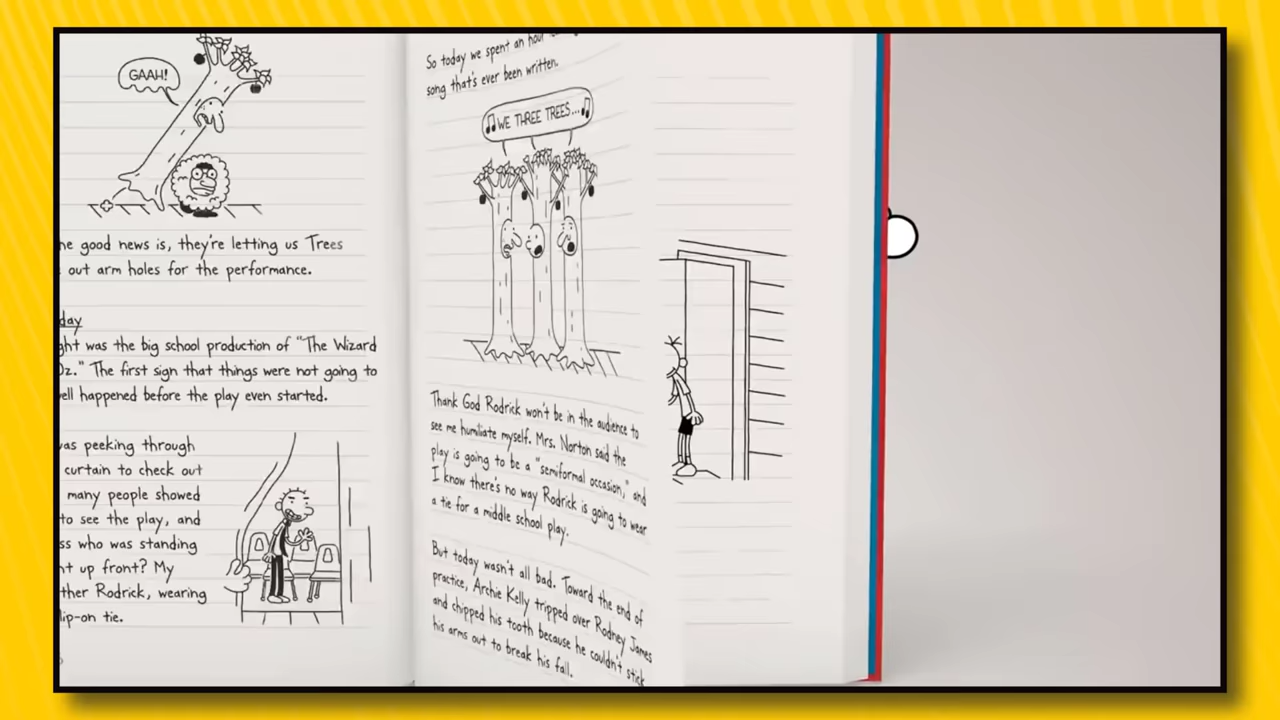 GAAH!
he good news is, they're letting us Trees
out arm holes for the performance.
day
ght was the big school production of "The Wizard
Oz." The first sign that things were not going to
well happened before the play even started.
was peeking through
curtain to check out
many people showed
to see the play, and
ss who was standing
ht up front? My
ther Rodrick, wearing
lip-on tie.
So today we spent an hour
song that's ever been written.
WE THREE TREES...
Thank God Rodrick won't be in the audience to
see me humiliate myself. Mrs. Norton said the
play is going to be a "semiformal occasion," and
I know there's no way Rodrick is going to wear
a tie for a middle school play.
But today wasn't all bad. Toward the end of
practice, Archie Kelly tripped over Rodney James
and chipped his tooth because he couldn't stick
his arms out to break his fall.